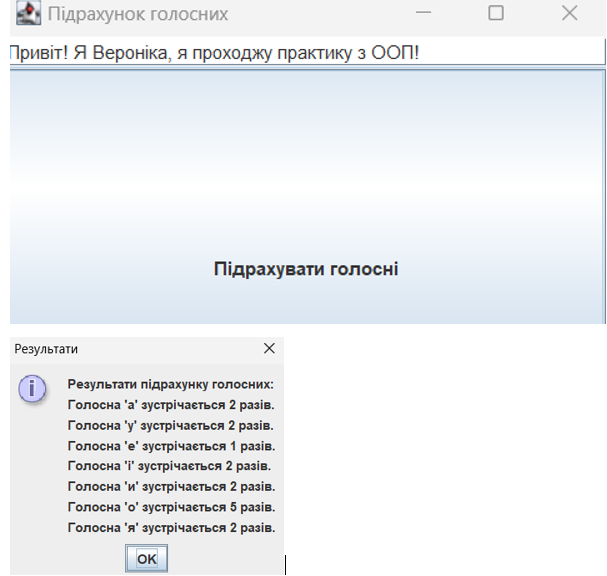 Підрахунок голосних
Привіт! Я Вероніка, я проходжу практику з ООП!
Підрахувати голосні
Результати
Результати підрахунку голосних:
Голосна 'а' зустрічається 2 разів.
Голосна 'у' зустрічається 2 разів.
Голосна 'е' зустрічається 1 разів.
Голосна 'і' зустрічається 2 разів.
Голосна 'и' зустрічається 2 разів.
Голосна 'о' зустрічається 5 разів.
Голосна 'я' зустрічається 2 разів.
OK